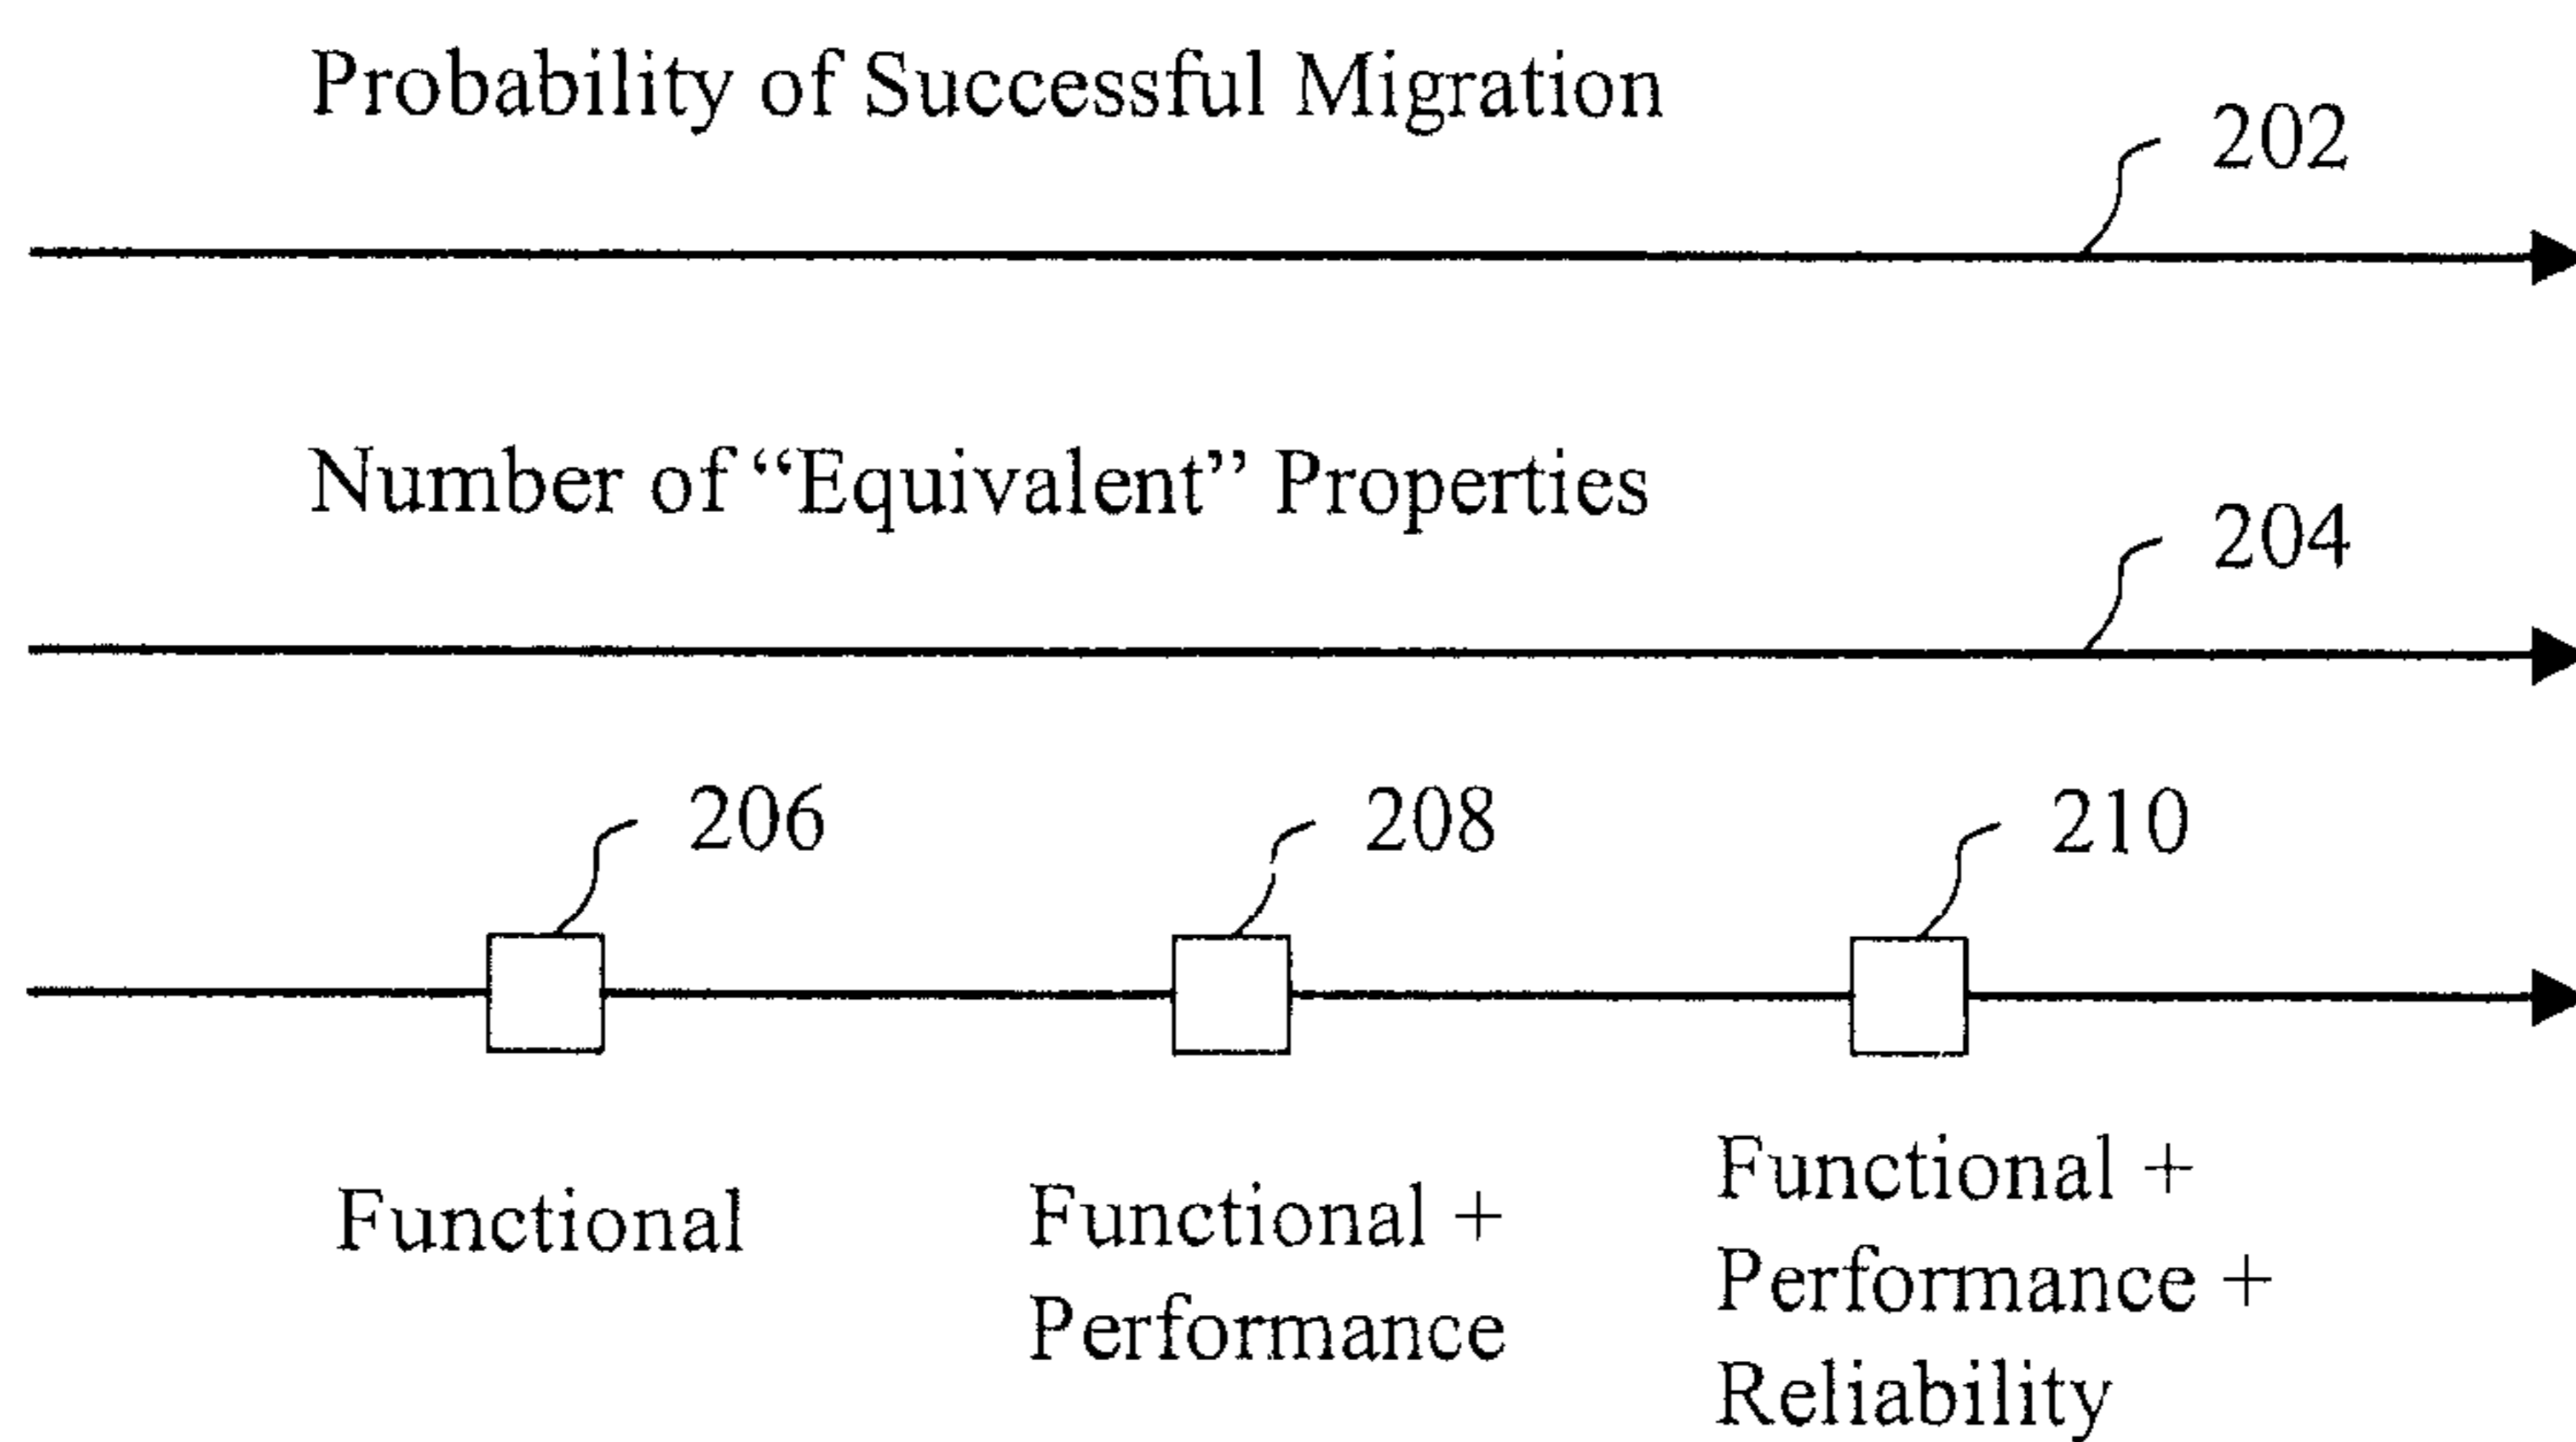 Probability of Successful Migration
202
Number of “Equivalent” Properties
204
206
208
210
Functional
Functional +
Performance
Functional +
Performance +
Reliability